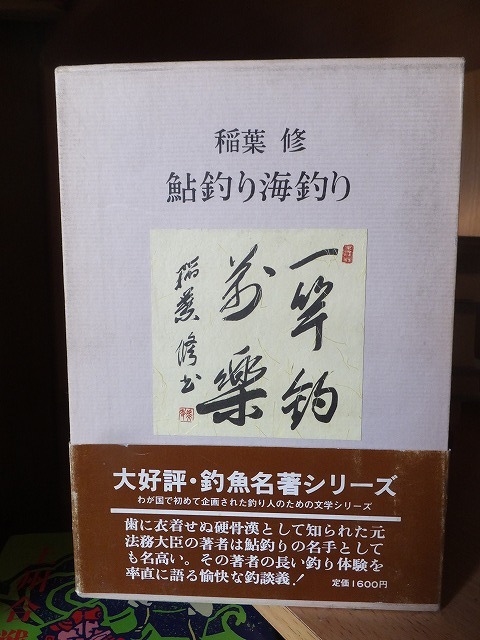 稲葉 修
鮎釣り海釣り
一竿釣
萬樂
稲葉修書
大好評・釣魚名著シリーズ
わが国で初めて企画された釣り人のための文学シリーズ
歯に衣着せぬ硬骨漢として知られた元
法務大臣の著者は鮎釣りの名手として
も名高い。その著者の長い釣り体験を
率直に語る愉快な釣談義！
定価1600円